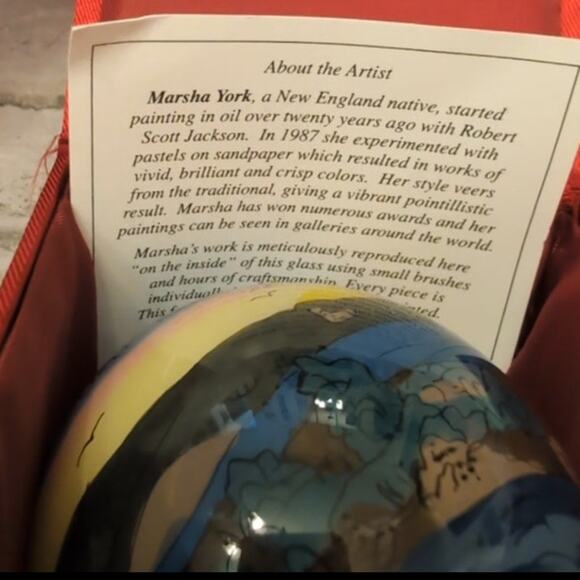 About the Artist
Marsha York, a New England native, started
painting in oil over twenty years ago with Robert
Scott Jackson. In 1987 she experimented with
pastels on sandpaper which resulted in works of
vivid, brilliant and crisp colors. Her style veers
from the traditional, giving a vibrant pointillistic
result. Marsha has won numerous awards and her
paintings can be seen in galleries around the world.
Marsha's work is meticulously reproduced here
"on the inside" of this glass using small brushes
and hours of craftsmanship. Every piece is
This